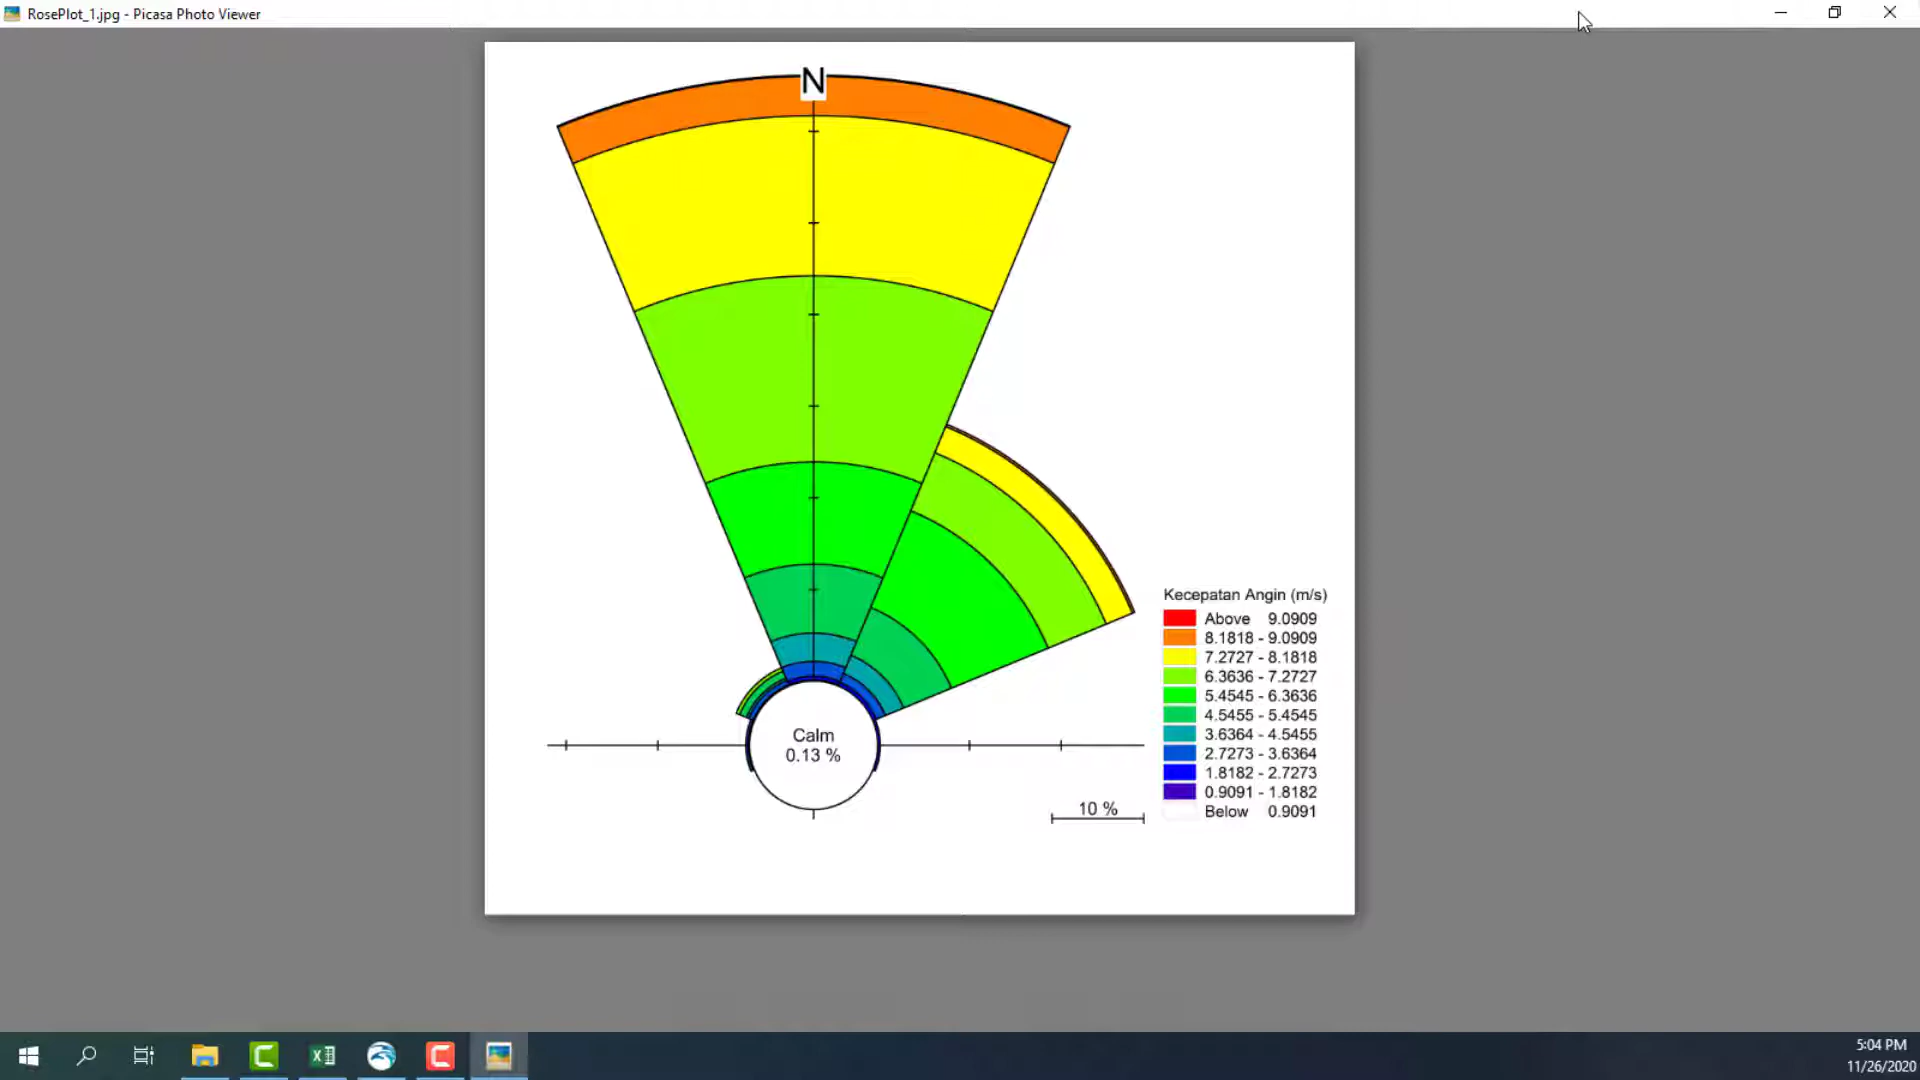 RosePlot_1.jpg - Picasa Photo Viewer
N
Calm
0.13 %
10 %
Kecepatan Angin (m/s)
Above 9.0909
8.1818 - 9.0909
7.2727 - 8.1818
6.3636 - 7.2727
5.4545 - 6.3636
4.5455 - 5.4545
3.6364 - 4.5455
2.7273 - 3.6364
1.8182 - 2.7273
0.9091 - 1.8182
Below 0.9091
5:04 PM
11/26/2020